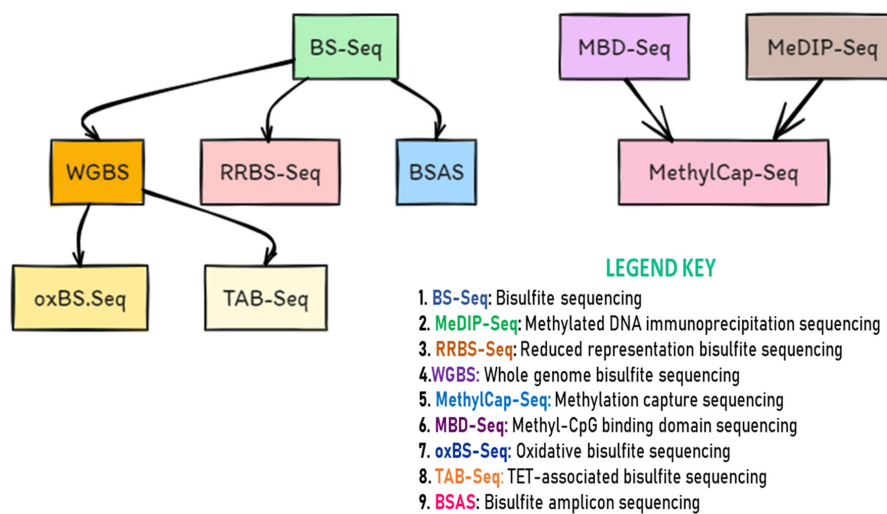 BS-Seq
MBD-Seq
MeDIP-Seq
WGBS
RRBS-Seq
BSAS
MethylCap-Seq
oxBS.Seq
TAB-Seq
LEGEND KEY
1. BS-Seq: Bisulfite sequencing
2. MeDIP-Seq: Methylated DNA immunoprecipitation sequencing
3. RRBS-Seq: Reduced representation bisulfite sequencing
4.WGBS: Whole genome bisulfite sequencing
5. MethylCap-Seq: Methylation capture sequencing
6. MBD-Seq: Methyl-CpG binding domain sequencing
7. oxBS-Seq: Oxidative bisulfite sequencing
8. TAB-Seq: TET-associated bisulfite sequencing
9. BSAS: Bisulfite amplicon sequencing